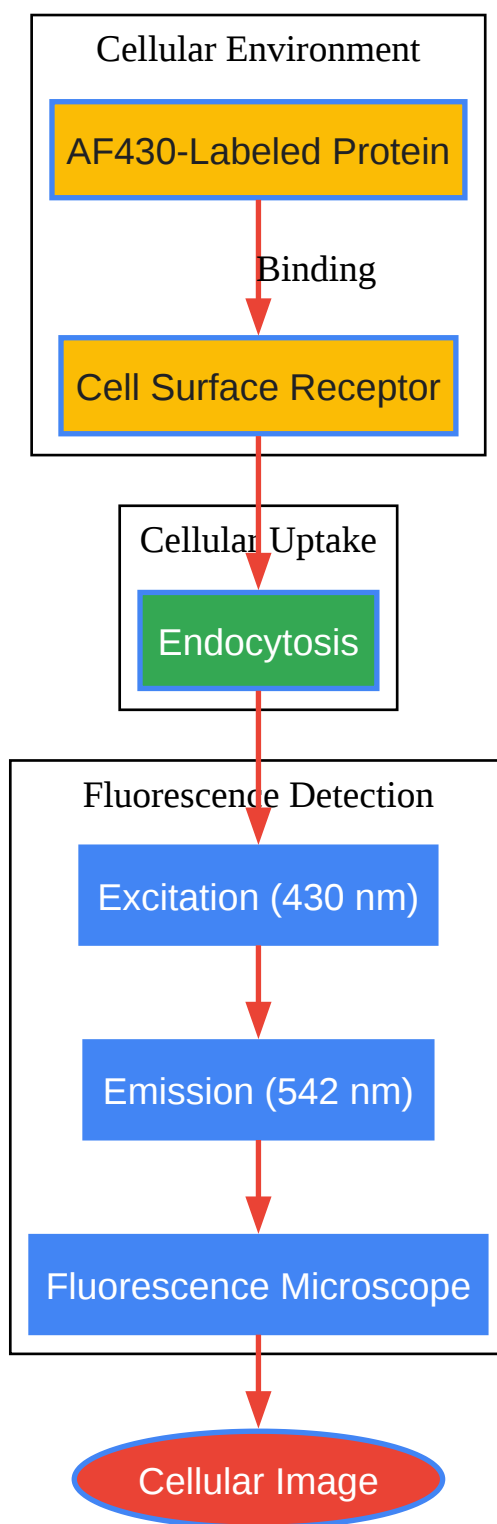 Cellular Environment
AF430-Labeled Protein
Binding
Cell Surface Receptor
Cellular Uptake
Endocytosis
Fluorescence Detection
Excitation (430 nm)
Emission (542 nm)
Fluorescence Microscope
Cellular Image